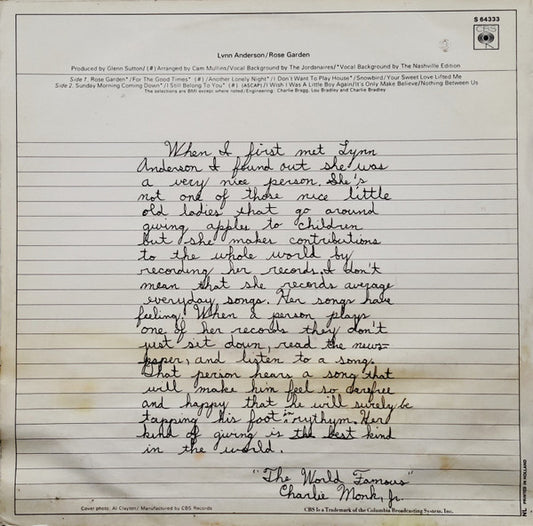 S 64333
CBS
Lynn Anderson/Rose Garden
Produced by Glenn Sutton/(#) Arranged by Cam Mullins/Vocal Background by The Jordanaires/*Vocal Background by The Nashville Edition
Side 1. Rose Garden*/For The Good Times* (#)/Another Lonely Night*/I Don't Want To Play House*/Snowbird/Your Sweet Love Lifted Me
Side 2. Sunday Morning Coming Down*/I Still Belong To You* (#) (ASCAP)/I Wish I Was A Little Boy Again/It's Only Make Believe/Nothing Between Us
The selections are BMI except where noted/Engineering: Charlie Bragg, Lou Bradley and Charlie Bradley
When I first met Lynn
Anderson I found out she was
a very nice person. She's
not one of those nice little
old ladies that go around
giving apples to children
but she makes contributions
to the whole world by
recording her records. I don't
mean that she records average
everyday songs. Her songs have
feeling. When a person plays
one of her records they don't
just sit down, read the news-
paper, and listen to a song.
That person hears a song that
will make him feel so carefree
and happy that he will surely be
tapping his foot in rythym. Her
kind of giving is the best kind
in the world.
"The World Famous"
Charlie Monk, Jr.
Cover photo: Al Clayton/Manufactured by CBS Records
CBS Is a Trademark of the Columbia Broadcasting System, Inc.
NL PRINTED IN HOLLAND